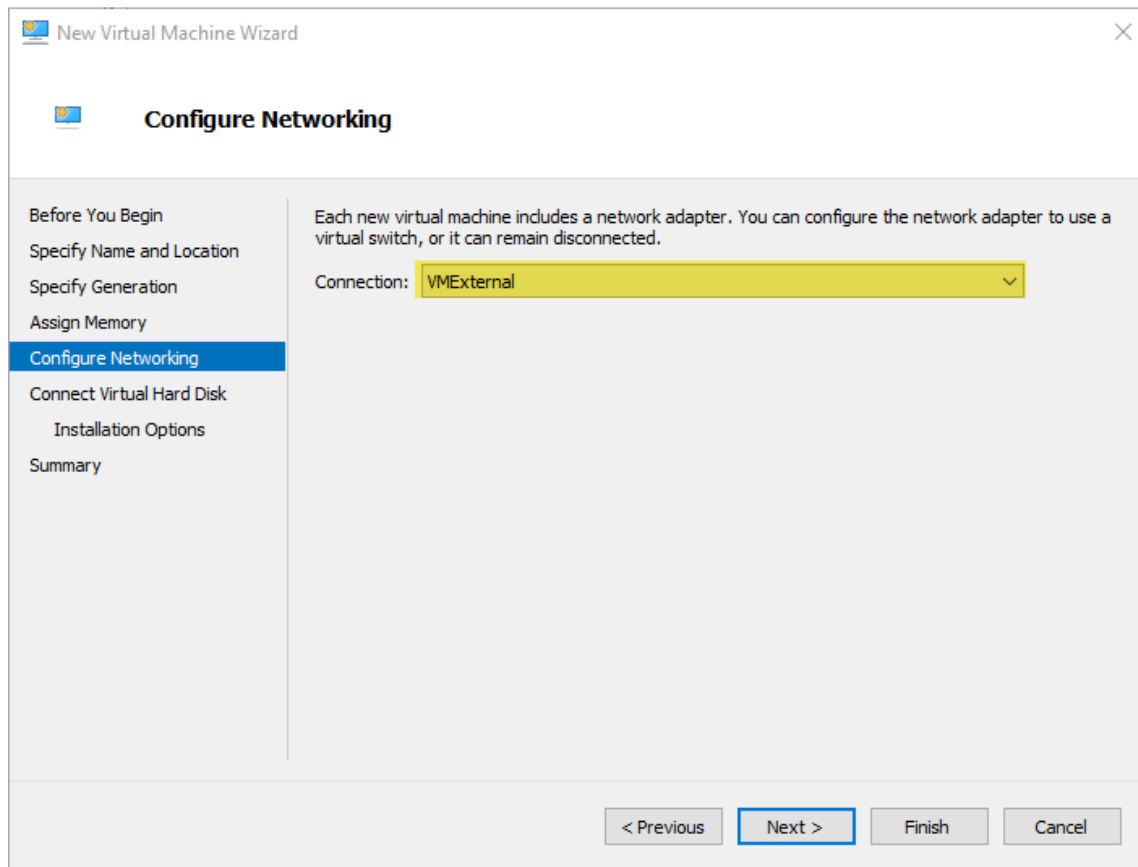 New Virtual Machine Wizard
Configure Networking
Before You Begin
Specify Name and Location
Specify Generation
Assign Memory
Configure Networking
Connect Virtual Hard Disk
Installation Options
Summary
Each new virtual machine includes a network adapter. You can configure the network adapter to use a
virtual switch, or it can remain disconnected.
Connection: VMExternal
< Previous Next > Finish Cancel